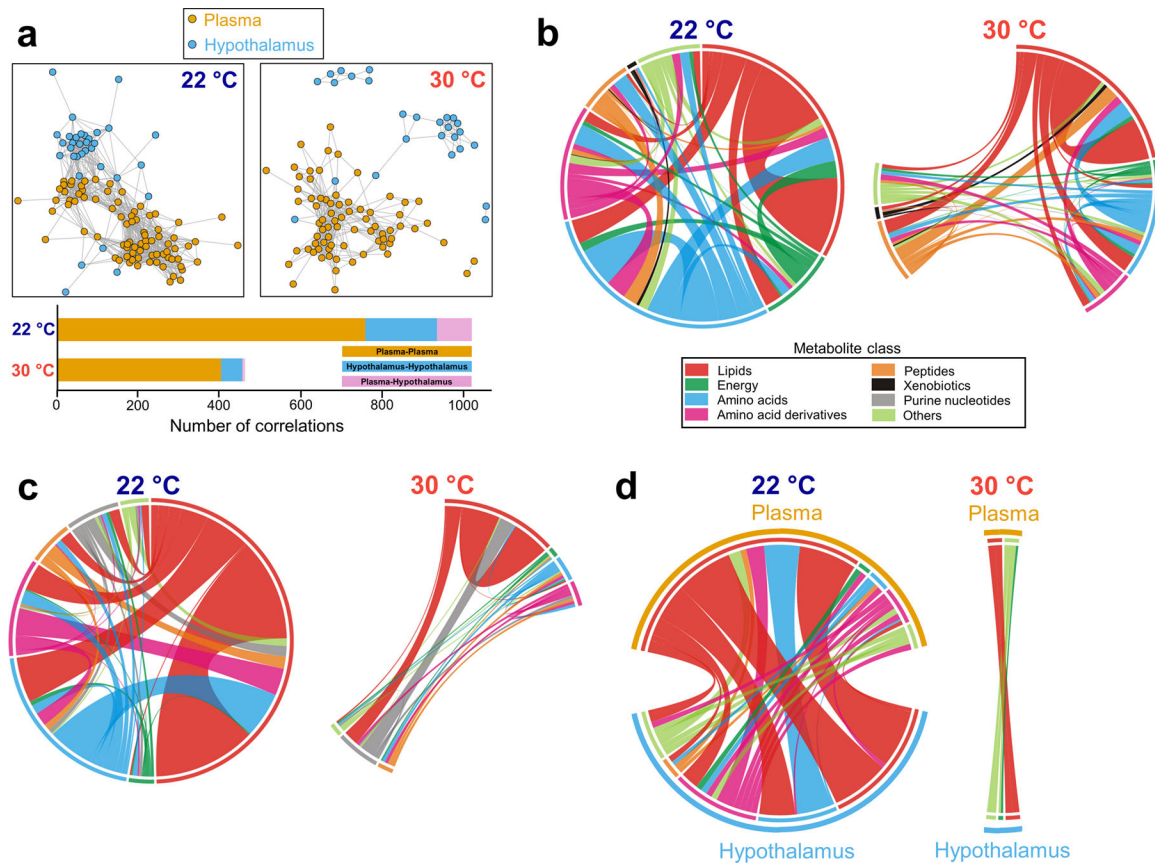 a
Plasma
Hypothalamus
22 °C
30 °C
22 °C
30 °C
Plasma-Plasma
Hypothalamus-Hypothalamus
Plasma-Hypothalamus
0
200
400
600
800
1000
Number of correlations
b
22 °C
30 °C
Metabolite class
Lipids
Energy
Amino acids
Amino acid derivatives
Peptides
Xenobiotics
Purine nucleotides
Others
c
22 °C
30 °C
d
22 °C
Plasma
30 °C
Plasma
Hypothalamus
Hypothalamus